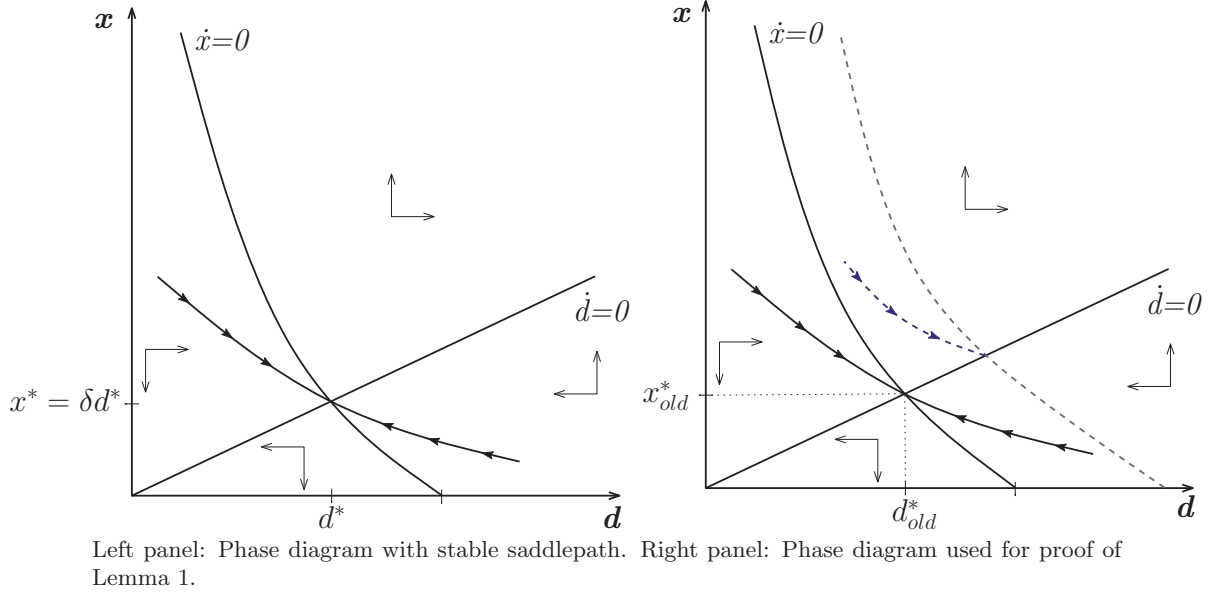 x
ẋ=0
ḋ=0
x* = δd*
d*
d
x
ẋ=0
ḋ=0
x*old
d*old
d
Left panel: Phase diagram with stable saddlepath. Right panel: Phase diagram used for proof of
Lemma 1.